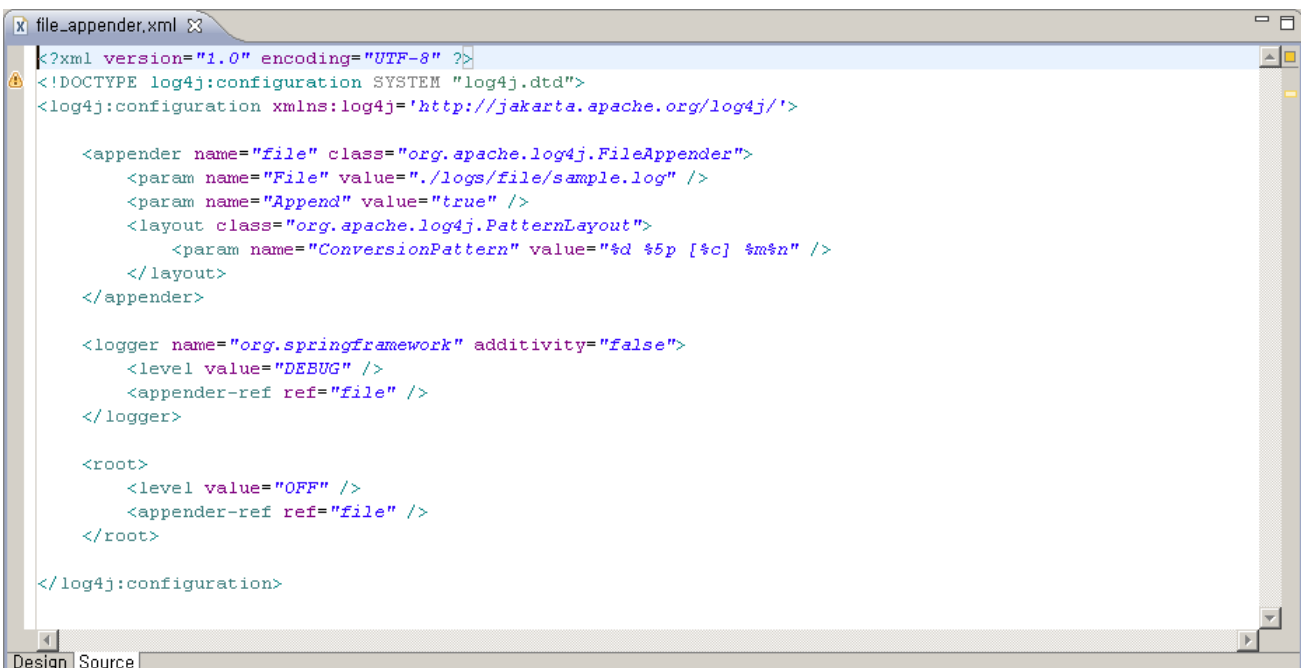 file_appender.xml
<?xml version="1.0" encoding="UTF-8" ?>
<!DOCTYPE log4j:configuration SYSTEM "log4j.dtd">
<log4j:configuration xmlns:log4j='http://jakarta.apache.org/log4j/'>
<appender name="file" class="org.apache.log4j.FileAppender">
<param name="File" value="./logs/file/sample.log" />
<param name="Append" value="true" />
<layout class="org.apache.log4j.PatternLayout">
<param name="ConversionPattern" value="%d %5p [%c] %m%n" />
</layout>
</appender>
<logger name="org.springframework" additivity="false">
<level value="DEBUG" />
<appender-ref ref="file" />
</logger>
<root>
<level value="OFF" />
<appender-ref ref="file" />
</root>
</log4j:configuration>
Design Source